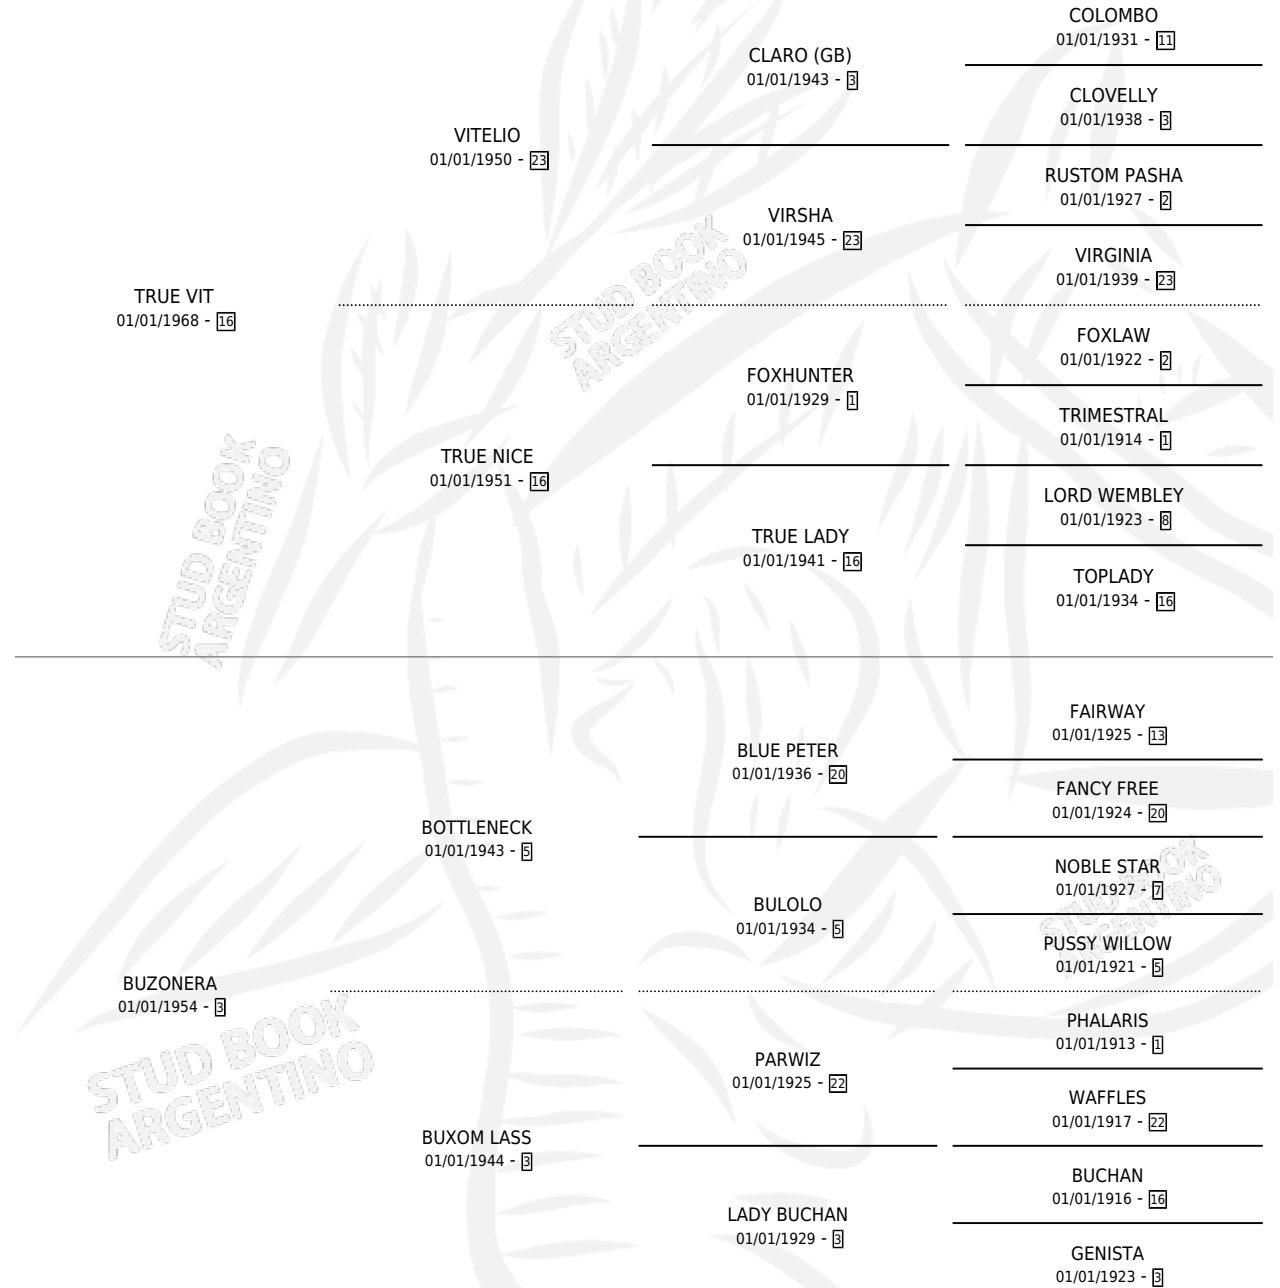 COLOMBO
01/01/1931 - 11
CLARO (GB)
01/01/1943 - 3
CLOVELLY
01/01/1938 - 3
VITELIO
01/01/1950 - 23
RUSTOM PASHA
01/01/1927 - 2
VIRSHA
01/01/1945 - 23
VIRGINIA
01/01/1939 - 23
TRUE VIT
01/01/1968 - 16
FOXLAW
01/01/1922 - 2
FOXHUNTER
01/01/1929 - 1
TRIMESTRAL
01/01/1914 - 1
TRUE NICE
01/01/1951 - 16
LORD WEMBLEY
01/01/1923 - 8
TRUE LADY
01/01/1941 - 16
TOPLADY
01/01/1934 - 16
STUD BOOK
ARGENTINO
STUD BOOK
ARGENTINO
FAIRWAY
01/01/1925 - 13
BLUE PETER
01/01/1936 - 20
FANCY FREE
01/01/1924 - 20
BOTTLENECK
01/01/1943 - 5
NOBLE STAR
01/01/1927 - 7
BULOLO
01/01/1934 - 5
PUSSY WILLOW
01/01/1921 - 5
STUD BOOK
ARGENTINO
BUZONERA
01/01/1954 - 3
PHALARIS
01/01/1913 - 1
PARWIZ
01/01/1925 - 22
WAFFLES
01/01/1917 - 22
BUXOM LASS
01/01/1944 - 3
BUCHAN
01/01/1916 - 16
LADY BUCHAN
01/01/1929 - 3
GENISTA
01/01/1923 - 3
STUD BOOK
ARGENTINO